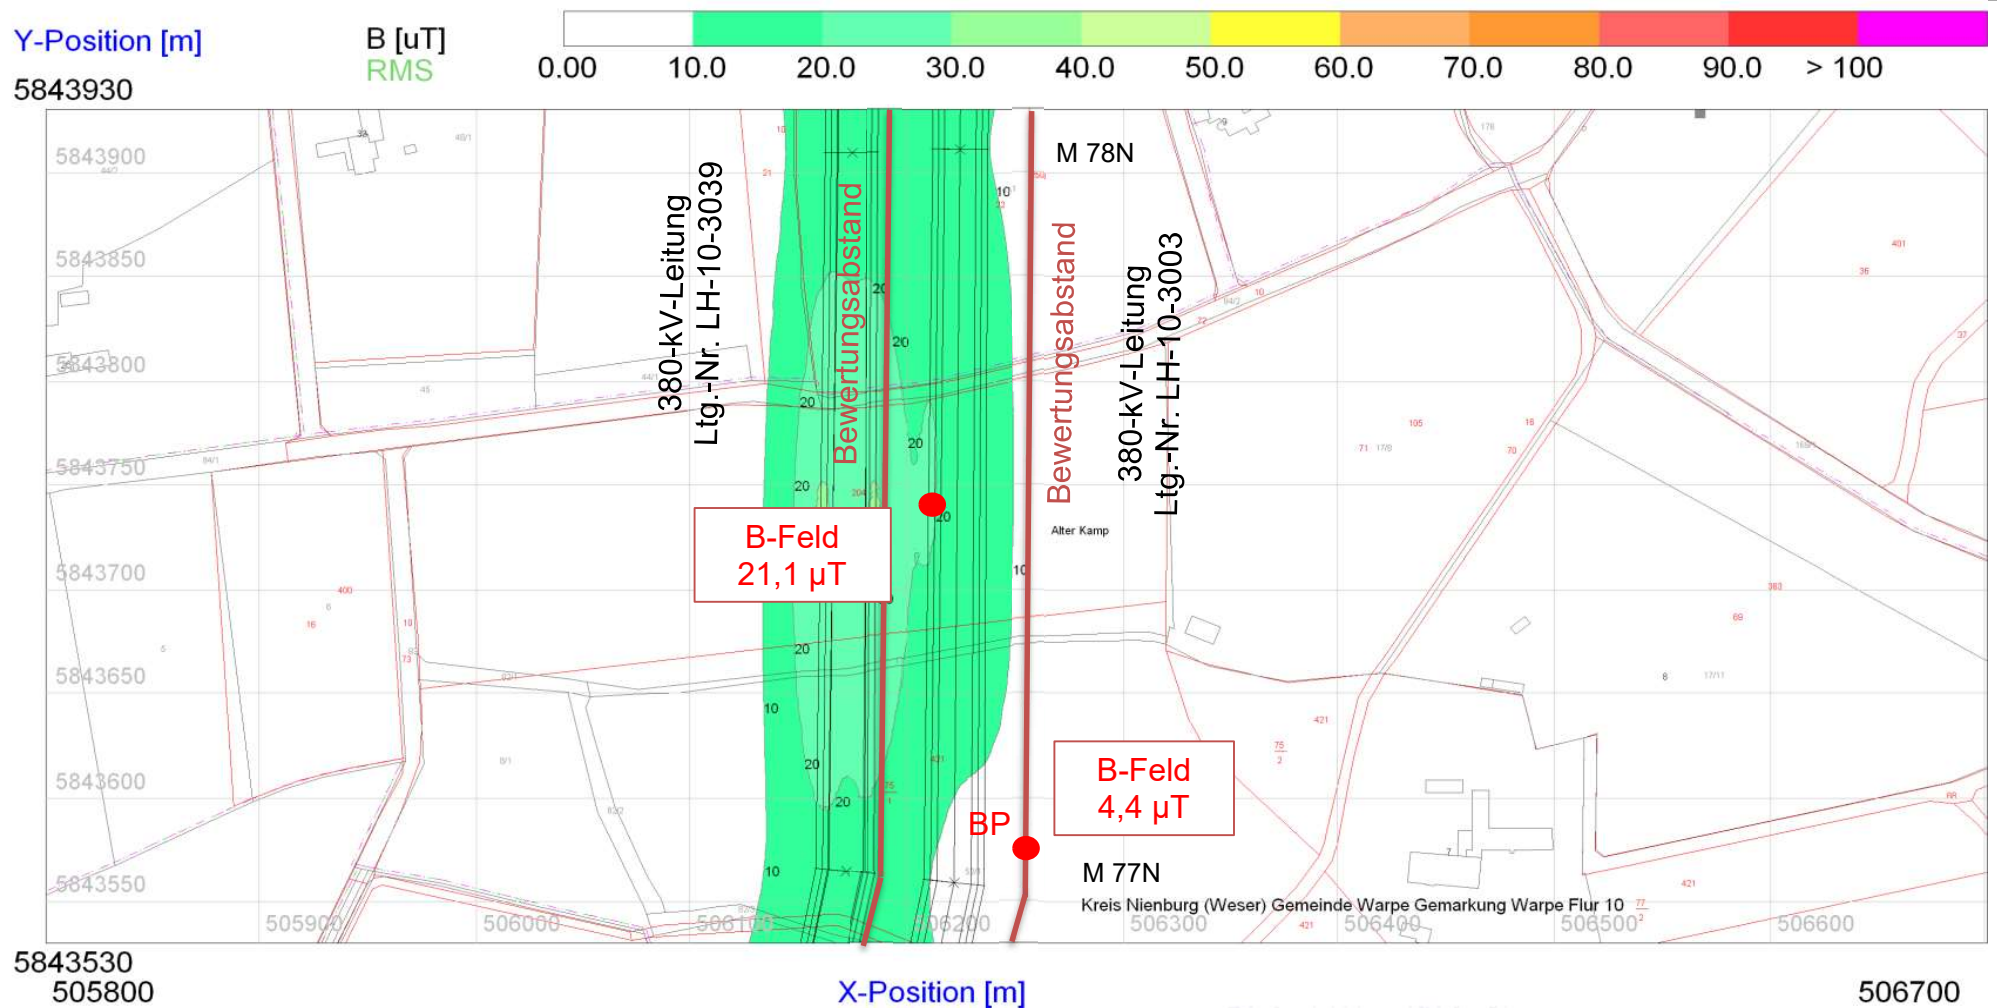 Y-Position [m]
B [uT]
RMS
0.00 10.0 20.0 30.0 40.0 50.0 60.0 70.0 80.0 90.0 > 100
5843930
5843900
5843850
5843800
5843750
5843700
5843650
5843600
5843550
380-kV-Leitung
Ltg.-Nr. LH-10-3039
Bewertungsabstand
M 78N
Bewertungsabstand
380-kV-Leitung
Ltg.-Nr. LH-10-3003
Alter Kamp
B-Feld
21,1 µT
B-Feld
4,4 µT
BP
M 77N
Kreis Nienburg (Weser) Gemeinde Warpe Gemarkung Warpe Flur 10
505900 506000 506100 506200 506300 506400 506500 506600
5843530
505800
X-Position [m]
506700